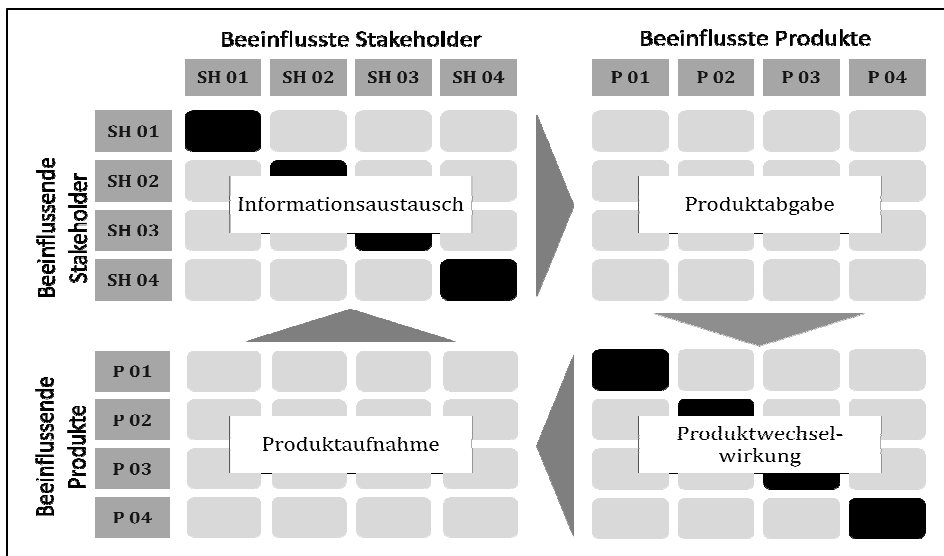 Beeinflusste Stakeholder
Beeinflusste Produkte
SH 01 SH 02 SH 03 SH 04
P 01 P 02 P 03 P 04
Beeinflussende
Stakeholder
SH 01
SH 02
SH 03
SH 04
Informationsaustausch
Produktabgabe
Beeinflussende
Produkte
P 01
P 02
P 03
P 04
Produktaufnahme
Produktwechsel-
wirkung